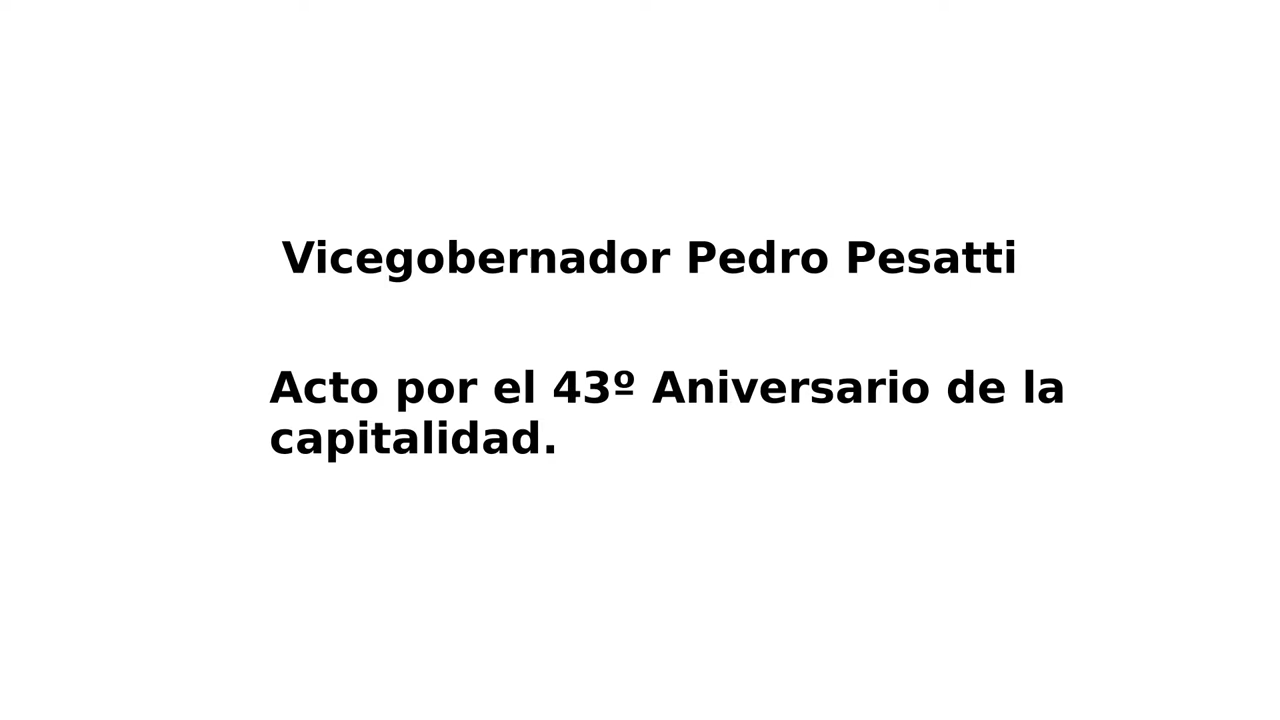 Vicegobernador Pedro Pesatti
Acto por el 43º Aniversario de la
capitalidad.